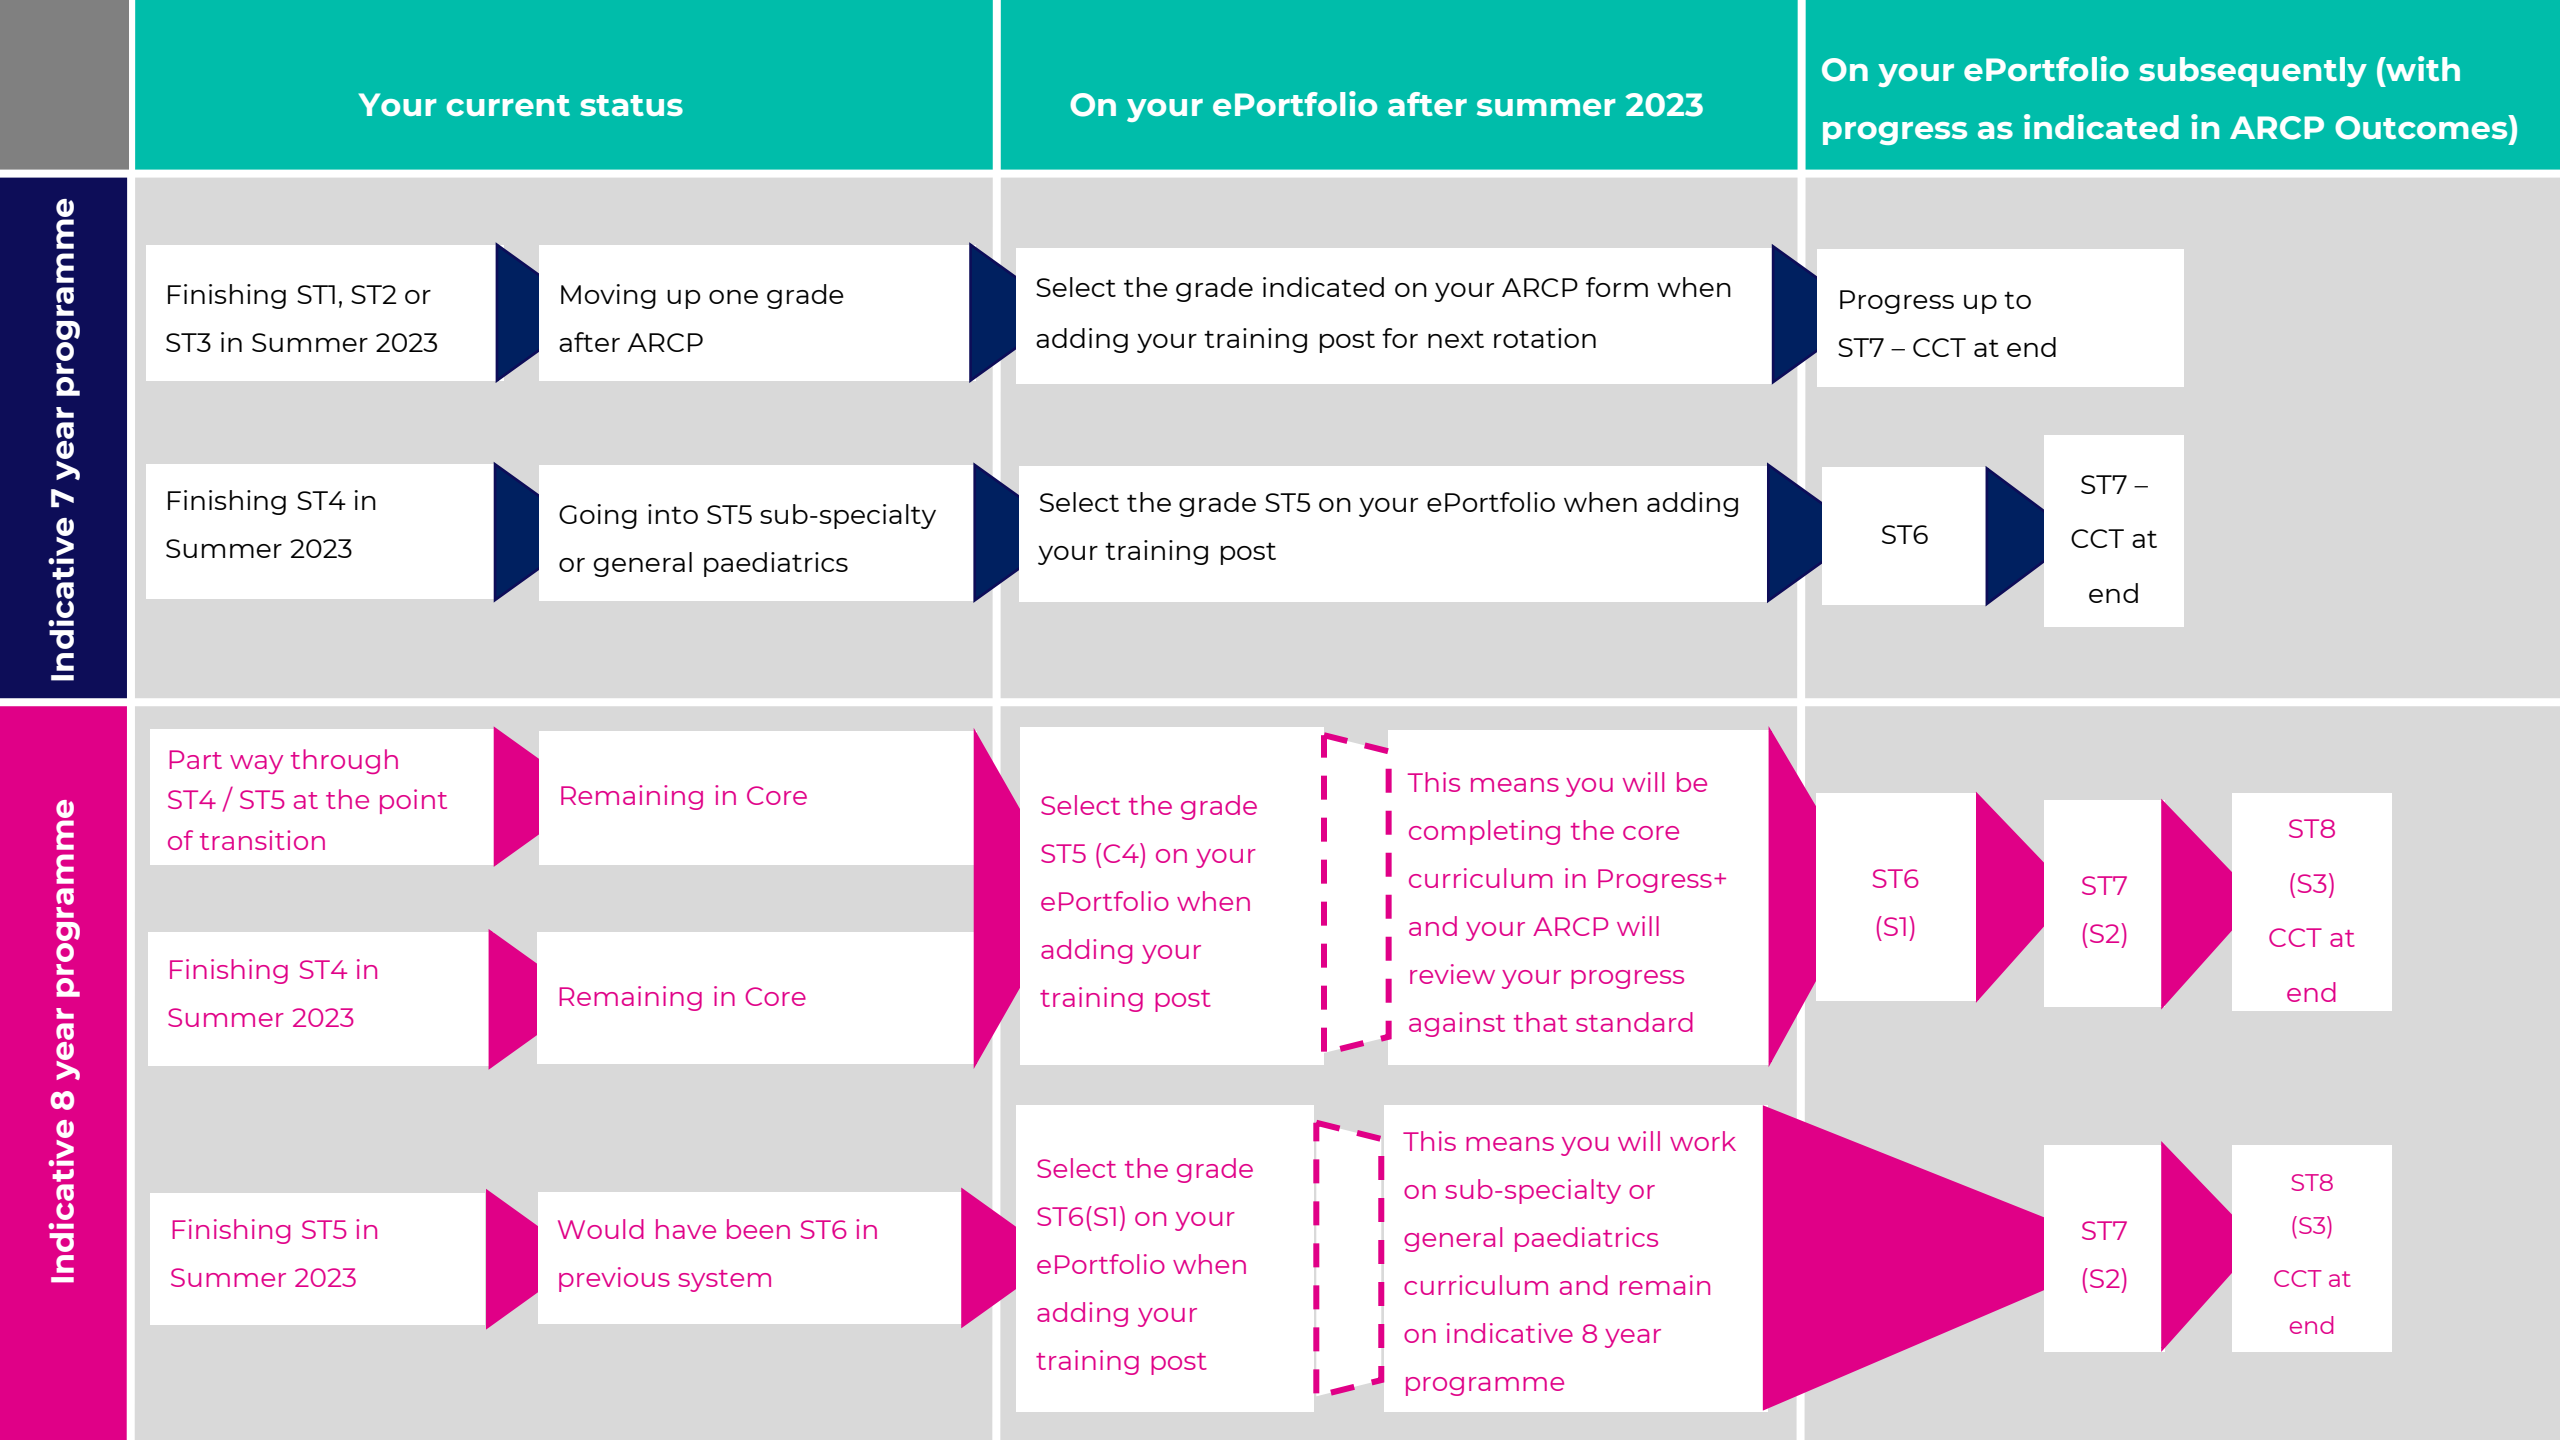 Your current status
On your ePortfolio after summer 2023
On your ePortfolio subsequently (with
progress as indicated in ARCP Outcomes)
Indicative 7 year programme
Finishing ST1, ST2 or
ST3 in Summer 2023
Moving up one grade
after ARCP
Select the grade indicated on your ARCP form when
adding your training post for next rotation
Progress up to
ST7 – CCT at end
Finishing ST4 in
Summer 2023
Going into ST5 sub-specialty
or general paediatrics
Select the grade ST5 on your ePortfolio when adding
your training post
ST6
ST7 –
CCT at
end
Indicative 8 year programme
Part way through
ST4 / ST5 at the point
of transition
Remaining in Core
Finishing ST4 in
Summer 2023
Remaining in Core
Select the grade
ST5 (C4) on your
ePortfolio when
adding your
training post
This means you will be
completing the core
curriculum in Progress+
and your ARCP will
review your progress
against that standard
ST6
(S1)
ST7
(S2)
ST8
(S3)
CCT at
end
Finishing ST5 in
Summer 2023
Would have been ST6 in
previous system
Select the grade
ST6(S1) on your
ePortfolio when
adding your
training post
This means you will work
on sub-specialty or
general paediatrics
curriculum and remain
on indicative 8 year
programme
ST7
(S2)
ST8
(S3)
CCT at
end